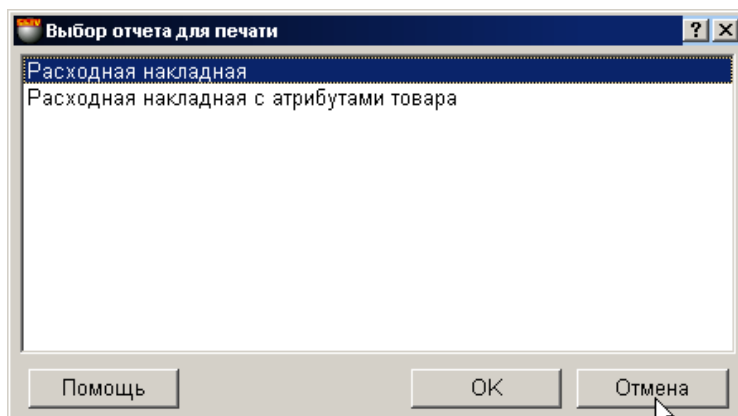 Выбор отчета для печати
Расходная накладная
Расходная накладная с атрибутами товара
Помощь
OK
Отмена